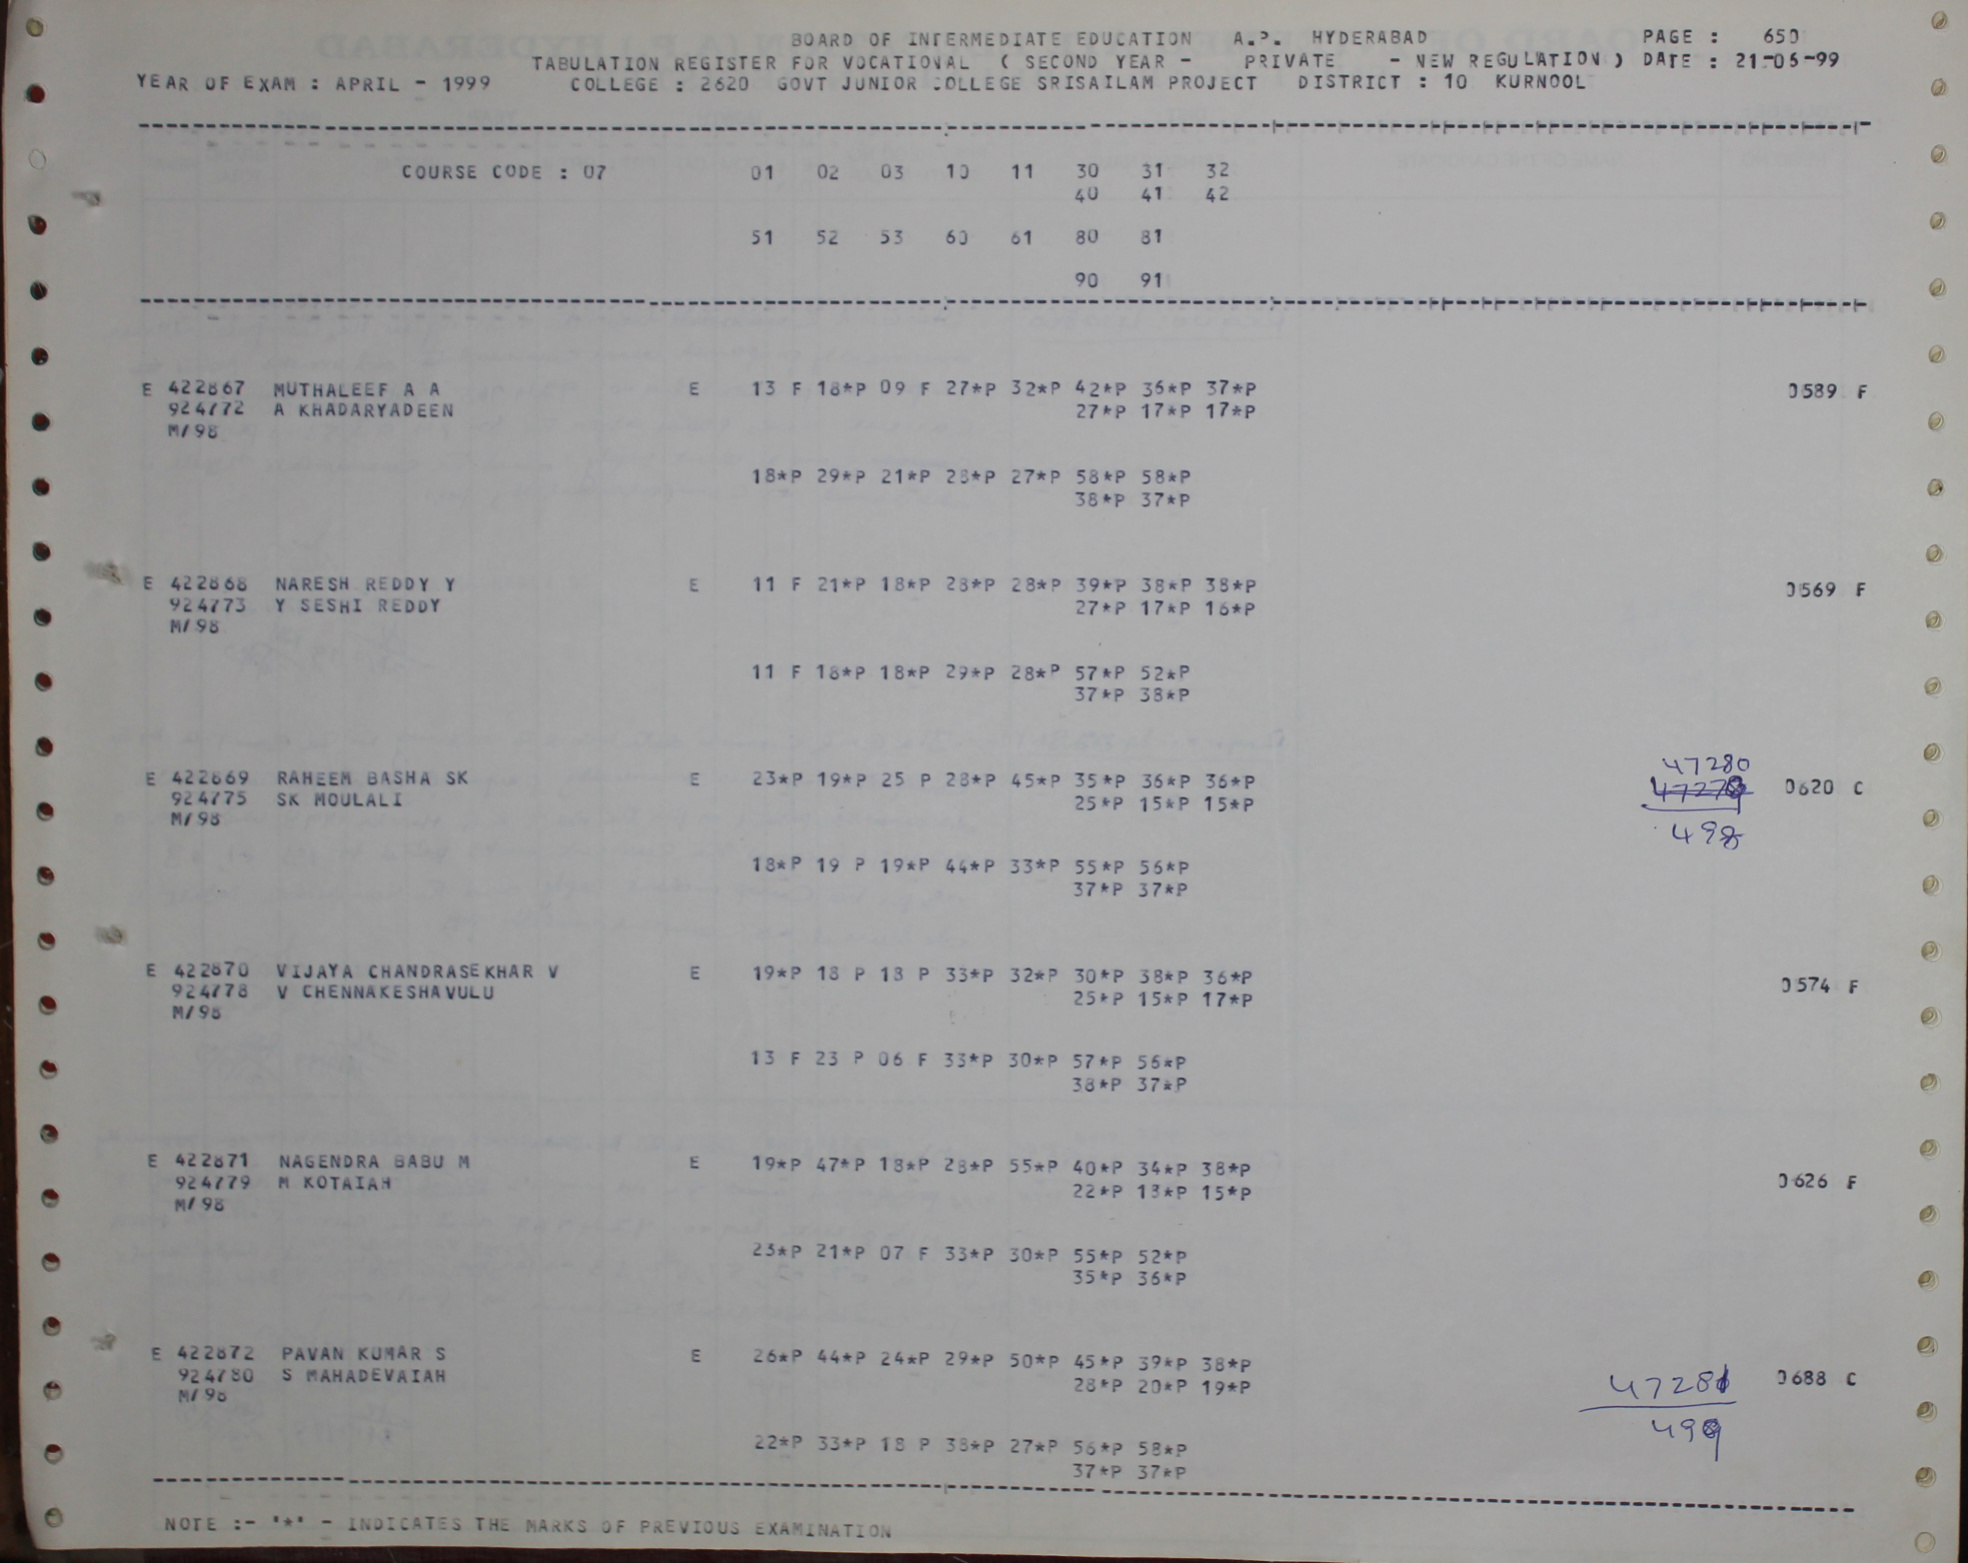 BOARD OF INTERMEDIATE EDUCATION A.P. HYDERABAD PAGE : 650
TABULATION REGISTER FOR VOCATIONAL ( SECOND YEAR - PRIVATE - NEW REGULATION ) DATE : 21-06-99
YEAR OF EXAM : APRIL - 1999 COLLEGE : 2620 GOVT JUNIOR COLLEGE SRISAILAM PROJECT DISTRICT : 10 KURNOOL
COURSE CODE : 07 01 02 03 10 11 30 31 32
40 41 42
51 52 53 60 61 80 81
90 91
E 422867 MUTHALEEF A A E 13 F 18*P 09 F 27*P 32*P 42*P 36*P 37*P 0589 F
924772 A KHADARYADEEN 27*P 17*P 17*P
M/98
18*P 29*P 21*P 28*P 27*P 58*P 58*P
38*P 37*P
E 422868 NARESH REDDY Y E 11 F 21*P 18*P 28*P 28*P 39*P 38*P 38*P 0569 F
924773 Y SESHI REDDY 27*P 17*P 16*P
M/98
11 F 18*P 18*P 29*P 28*P 57*P 52*P
37*P 38*P
47280
E 422869 RAHEEM BASHA SK E 23*P 19*P 25 P 28*P 45*P 35*P 36*P 36*P 47279 0620 C
924775 SK MOULALI 25*P 15*P 15*P
M/98 498
18*P 19 P 19*P 44*P 33*P 55*P 56*P
37*P 37*P
E 422870 VIJAYA CHANDRASEKHAR V E 19*P 18 P 18 P 33*P 32*P 30*P 38*P 36*P 0574 F
924778 V CHENNAKESHAVULU 25*P 15*P 17*P
M/98
13 F 23 P 06 F 33*P 30*P 57*P 56*P
38*P 37*P
E 422871 NAGENDRA BABU M E 19*P 47*P 18*P 28*P 55*P 40*P 34*P 38*P 0626 F
924779 M KOTAIAH 22*P 13*P 15*P
M/98
23*P 21*P 07 F 33*P 30*P 55*P 52*P
35*P 36*P
E 422872 PAVAN KUMAR S E 26*P 44*P 24*P 29*P 50*P 45*P 39*P 38*P 47281 0688 C
924780 S MAHADEVAIAH 28*P 20*P 19*P
M/98 499
22*P 33*P 18 P 38*P 27*P 56*P 58*P
37*P 37*P
NOTE :- '*' - INDICATES THE MARKS OF PREVIOUS EXAMINATION